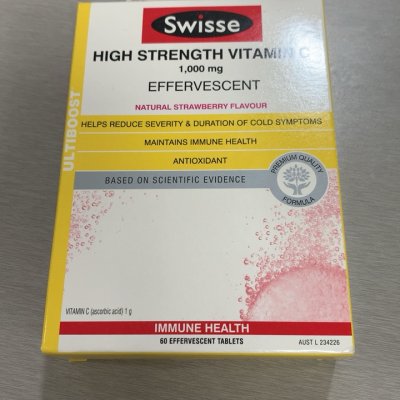 Swisse
HIGH STRENGTH VITAMIN C
1,000 mg
EFFERVESCENT
NATURAL STRAWBERRY FLAVOUR
ULTIBOOST
HELPS REDUCE SEVERITY & DURATION OF COLD SYMPTOMS
MAINTAINS IMMUNE HEALTH
ANTIOXIDANT
BASED ON SCIENTIFIC EVIDENCE
PREMIUM QUALITY
FORMULA
VITAMIN C (ascorbic acid) 1 g
IMMUNE HEALTH
60 EFFERVESCENT TABLETS
AUST L 234226